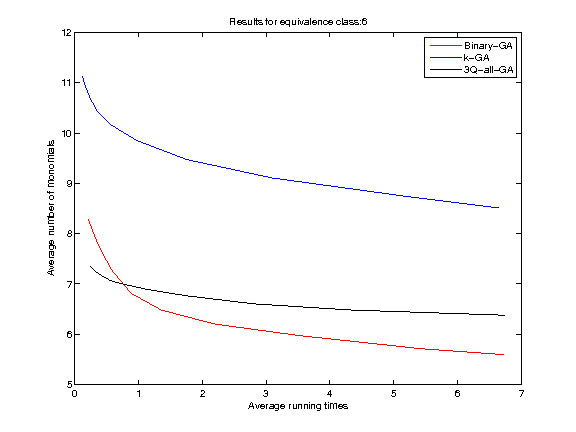 Results for equivalence class:6
Binary-GA
k-GA
3Q-all-GA
Average number of monomials
12
11
10
9
8
7
6
5
0 1 2 3 4 5 6 7
Average running times